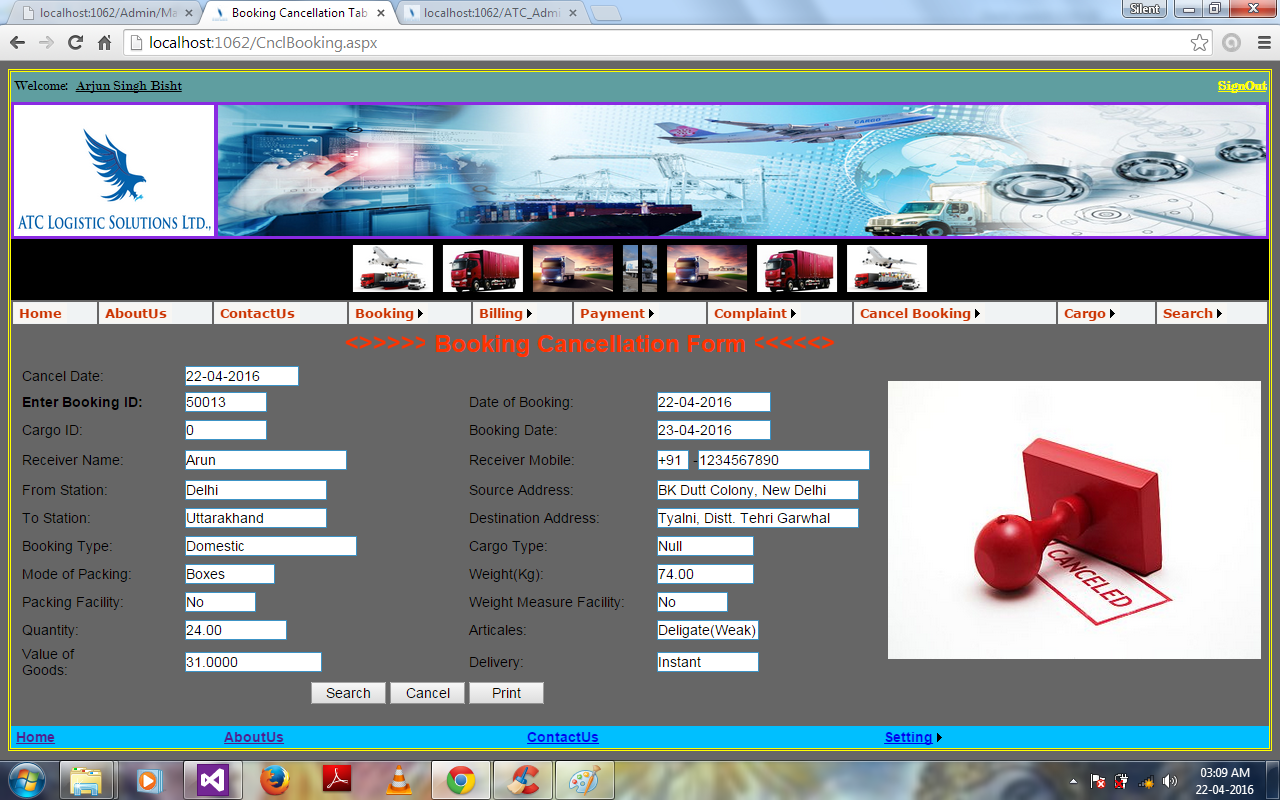 localhost:1062/Admin/Ma
Booking Cancellation Tab
localhost:1062/ATC_Admi
Silent
localhost:1062/CnclBooking.aspx
Welcome: Arjun Singh Bisht
SignOut
ATC LOGISTIC SOLUTIONS LTD.,
CARGO
Home AboutUs ContactUs Booking Billing Payment Complaint Cancel Booking Cargo Search
<>>>>> Booking Cancellation Form <<<<<>
Cancel Date: 22-04-2016
Enter Booking ID: 50013 Date of Booking: 22-04-2016
Cargo ID: 0 Booking Date: 23-04-2016
Receiver Name: Arun Receiver Mobile: +91 - 1234567890
From Station: Delhi Source Address: BK Dutt Colony, New Delhi
To Station: Uttarakhand Destination Address: Tyalni, Distt. Tehri Garwhal
Booking Type: Domestic Cargo Type: Null
Mode of Packing: Boxes Weight(Kg): 74.00
Packing Facility: No Weight Measure Facility: No
Quantity: 24.00 Articales: Deligate(Weak)
Value of Goods: 31.0000 Delivery: Instant
CANCELED
Search Cancel Print
Home AboutUs ContactUs Setting
03:09 AM
22-04-2016